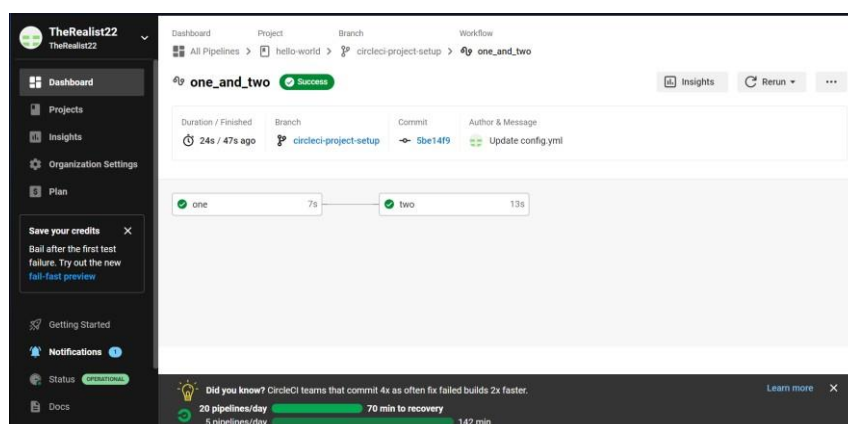 TheRealist22
TheRealist22
Dashboard
Projects
Insights
Organization Settings
Plan
Save your credits X
Bail after the first test
failure. Try out the new
fail-fast preview
Getting Started
Notifications 1
Status OPERATIONAL
Docs
Dashboard Project Branch Workflow
All Pipelines > hello-world > circleci-project-setup > one_and_two
one_and_two Success
Insights Rerun ...
Duration / Finished Branch Commit Author & Message
24s / 47s ago circleci-project-setup 5be14f9 Update config.yml
one 7s two 13s
Did you know? CircleCI teams that commit 4x as often fix failed builds 2x faster. Learn more X
20 pipelines/day 70 min to recovery
5 pipelines/day 142 min